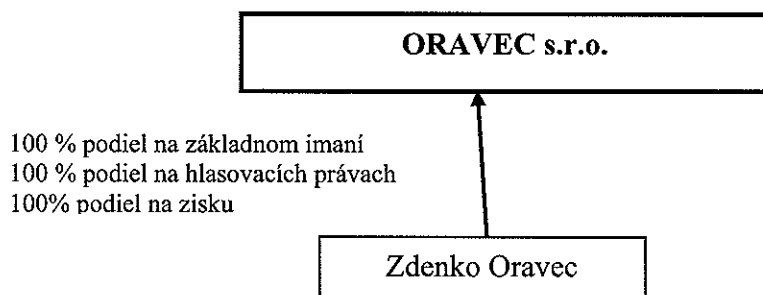 ORAVEC s.r.o.
100 % podiel na základnom imaní
100 % podiel na hlasovacích právach
100% podiel na zisku
Zdenko Oravec